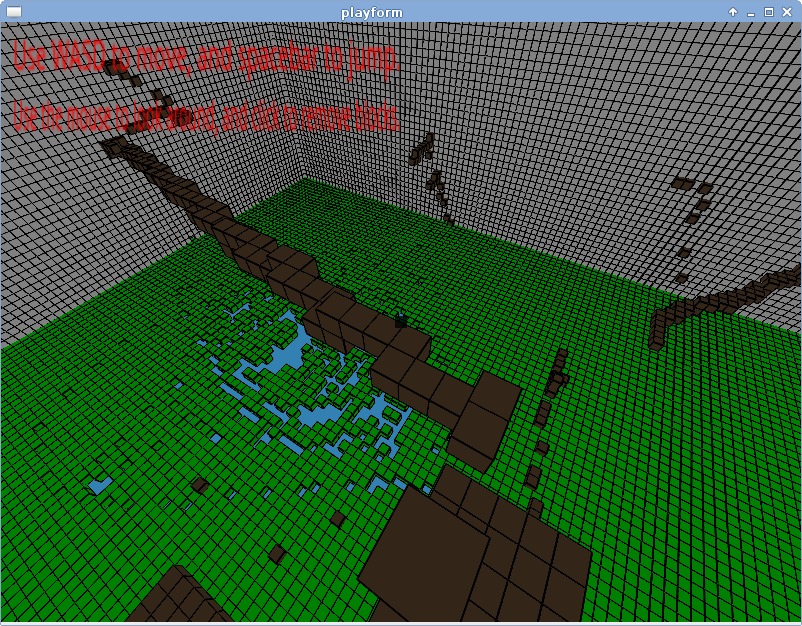 playform
Use WASD to move, and spacebar to jump.
Use the mouse to look around, and click to remove blocks.